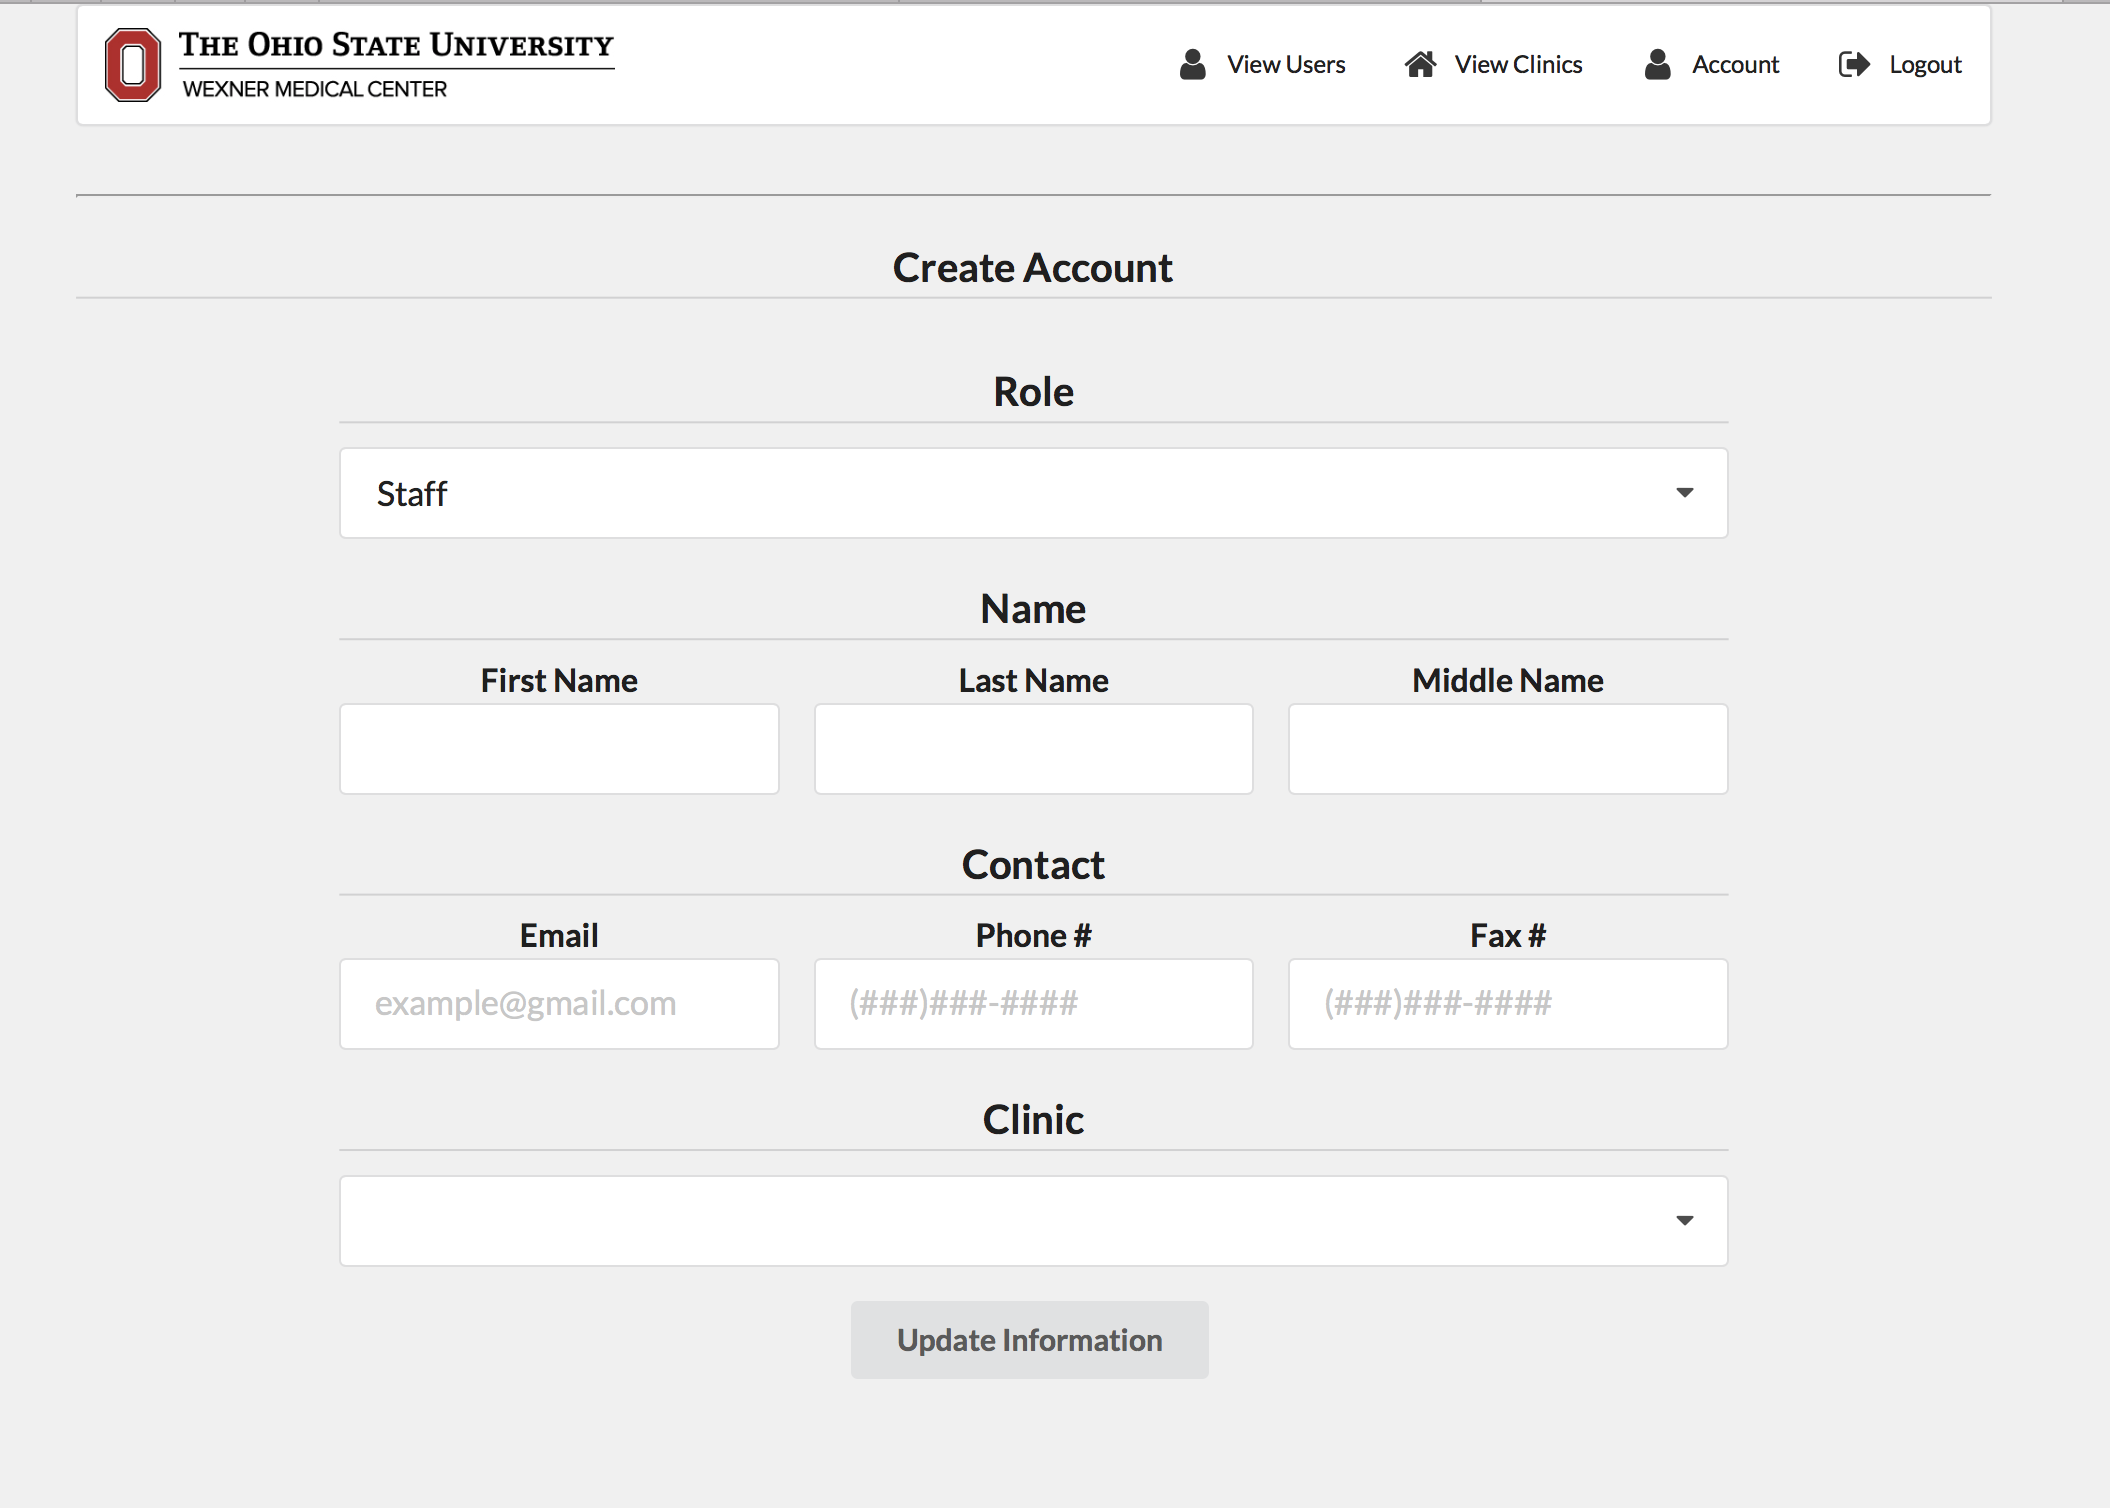 THE OHIO STATE UNIVERSITY
WEXNER MEDICAL CENTER
View Users
View Clinics
Account
Logout
Create Account
Role
Staff
Name
First Name Last Name Middle Name
Contact
Email Phone # Fax #
example@gmail.com (###)###-#### (###)###-####
Clinic
Update Information